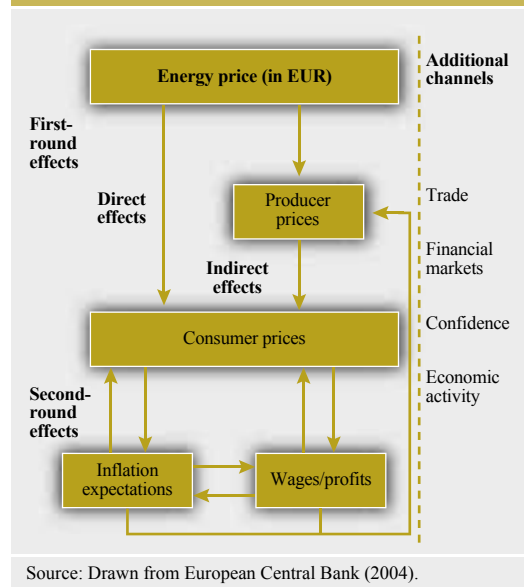 Energy price (in EUR)
Additional
channels
First-
round
effects
Direct
effects
Producer
prices
Trade
Indirect
effects
Financial
markets
Consumer prices
Confidence
Economic
activity
Second-
round
effects
Inflation
expectations
Wages/profits
Source: Drawn from European Central Bank (2004).